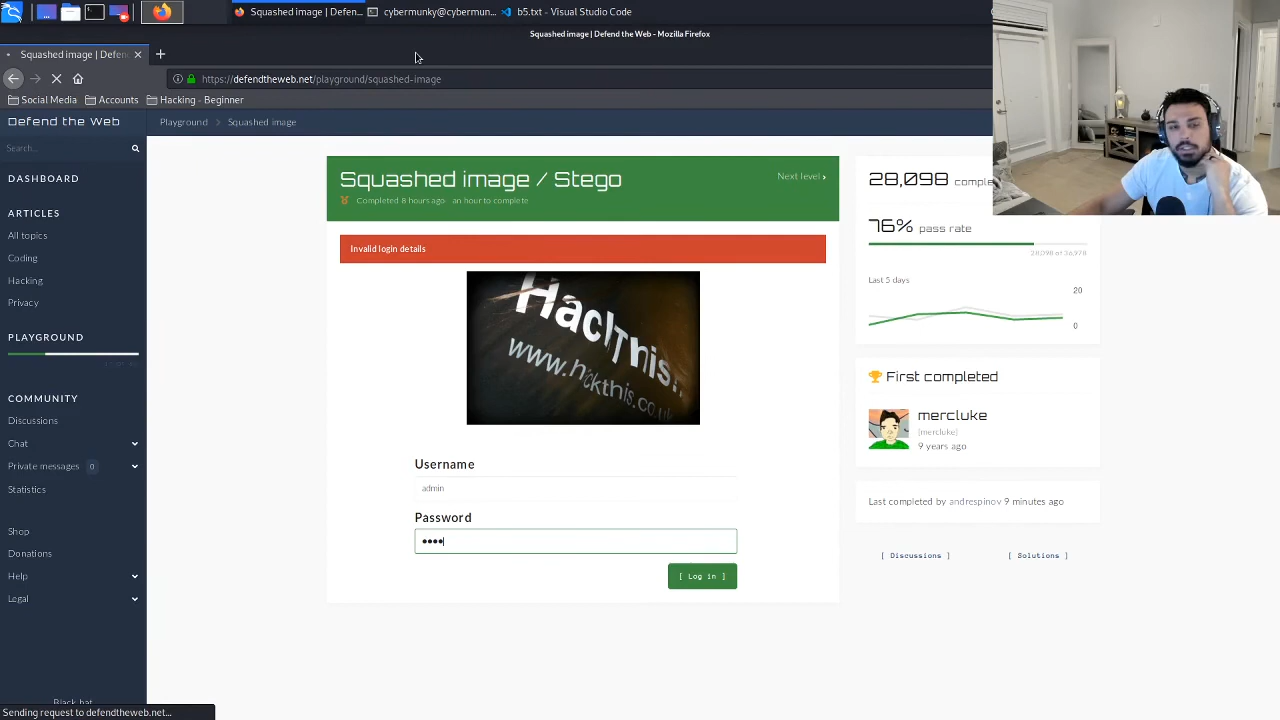 Squashed image | Defen...
cybermunky@cybermun...
b5.txt - Visual Studio Code
Squashed image | Defend the Web - Mozilla Firefox
Squashed image | Defend
https://defendtheweb.net/playground/squashed-image
Social Media
Accounts
Hacking - Beginner
Defend the Web
Playground
Squashed image
Search...
DASHBOARD
ARTICLES
All topics
Coding
Hacking
Privacy
PLAYGROUND
COMMUNITY
Discussions
Chat
Private messages 0
Statistics
Shop
Donations
Help
Legal
Black hat
Sending request to defendtheweb.net...
Squashed image / Stego
Next level ›
Completed 8 hours ago an hour to complete
Invalid login details
HackThis!!
www.hackthis.co.uk
Username
admin
Password
••••
[ Log in ]
28,098
76% pass rate
Last 5 days
20
0
First completed
mercluke
[mercluke]
9 years ago
Last completed by andrespinov 9 minutes ago
[ Discussions ]
[ Solutions ]